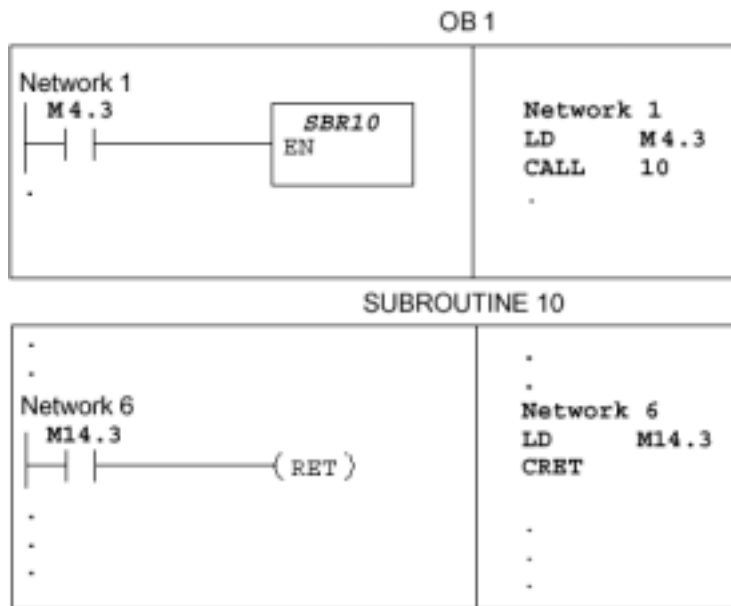 OB 1
Network 1
M4.3
SBR10
EN
.
Network 1
LD M4.3
CALL 10
.
SUBROUTINE 10
.
.
Network 6
M14.3
( RET )
.
.
.
.
.
Network 6
LD M14.3
CRET
.
.
.